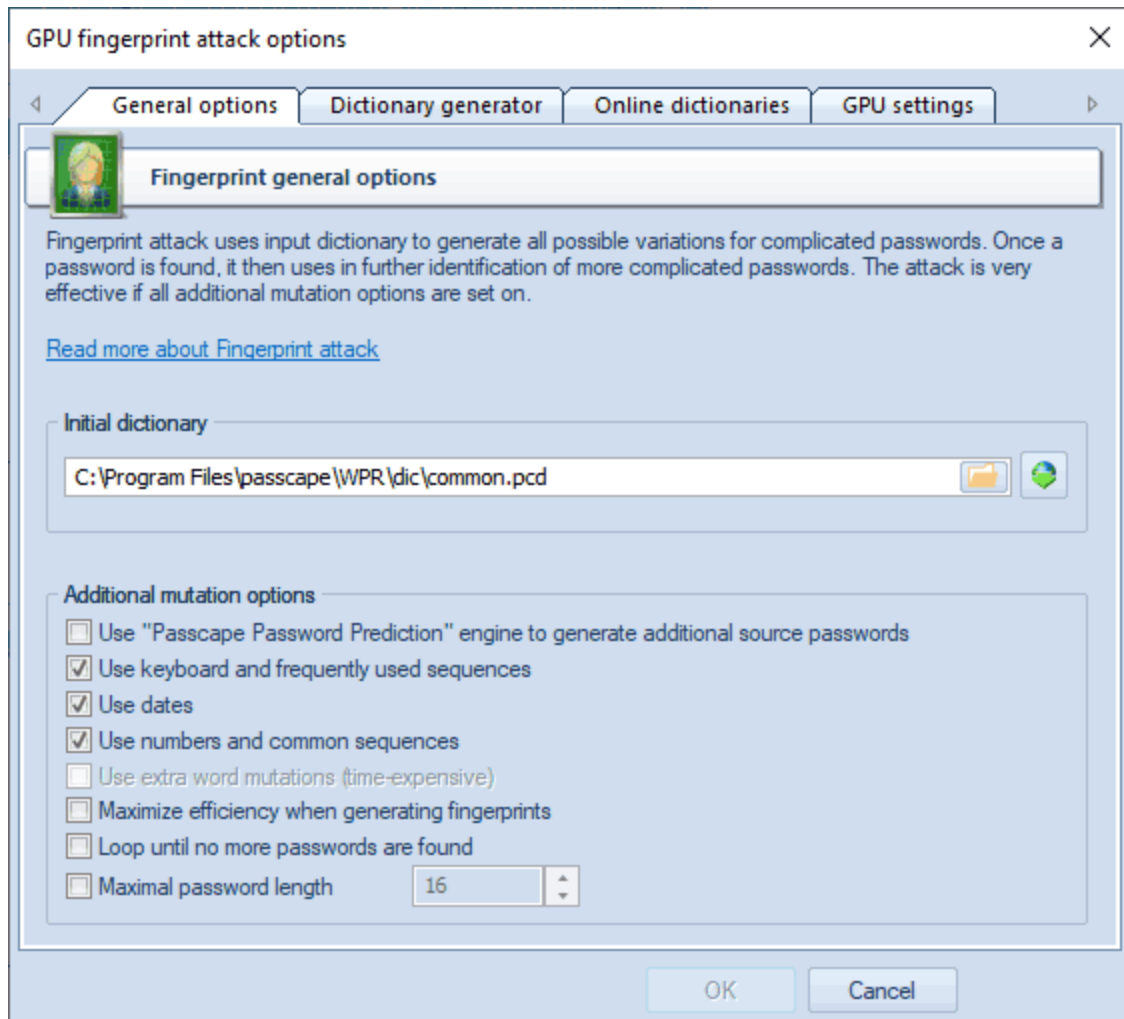 GPU fingerprint attack options
General options
Dictionary generator
Online dictionaries
GPU settings
Fingerprint general options
Fingerprint attack uses input dictionary to generate all possible variations for complicated passwords. Once a
password is found, it then uses in further identification of more complicated passwords. The attack is very
effective if all additional mutation options are set on.
Read more about Fingerprint attack
Initial dictionary
C:\Program Files\passcape\WPR\dic\common.pcd
Additional mutation options
Use "Passcape Password Prediction" engine to generate additional source passwords
Use keyboard and frequently used sequences
Use dates
Use numbers and common sequences
Use extra word mutations (time-expensive)
Maximize efficiency when generating fingerprints
Loop until no more passwords are found
Maximal password length 16
OK Cancel